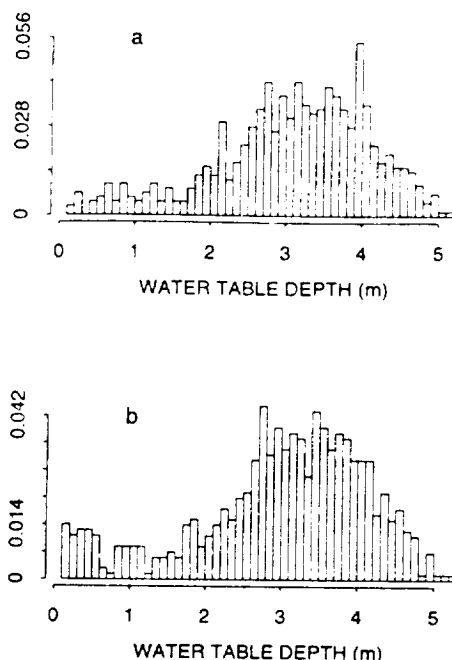 a
0.056
0.028
0
0 1 2 3 4 5
WATER TABLE DEPTH (m)
b
0.042
0.014
0
0 1 2 3 4 5
WATER TABLE DEPTH (m)